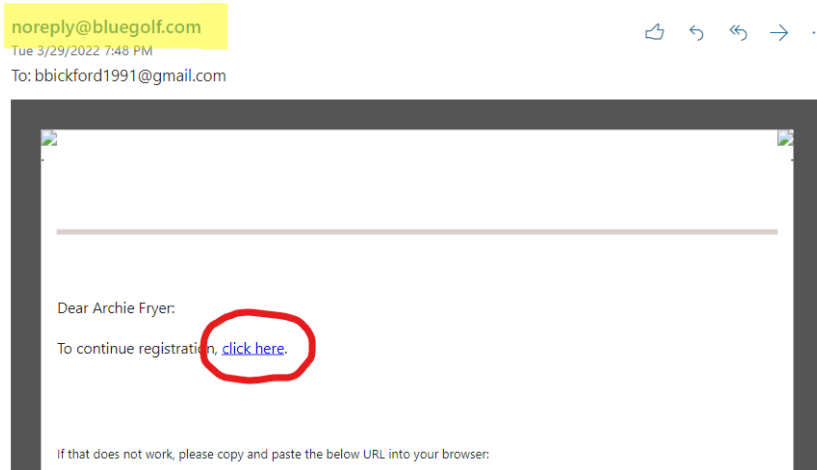 noreply@bluegolf.com
Tue 3/29/2022 7:48 PM
To: bbickford1991@gmail.com
Dear Archie Fryer:
To continue registration, click here.
If that does not work, please copy and paste the below URL into your browser: